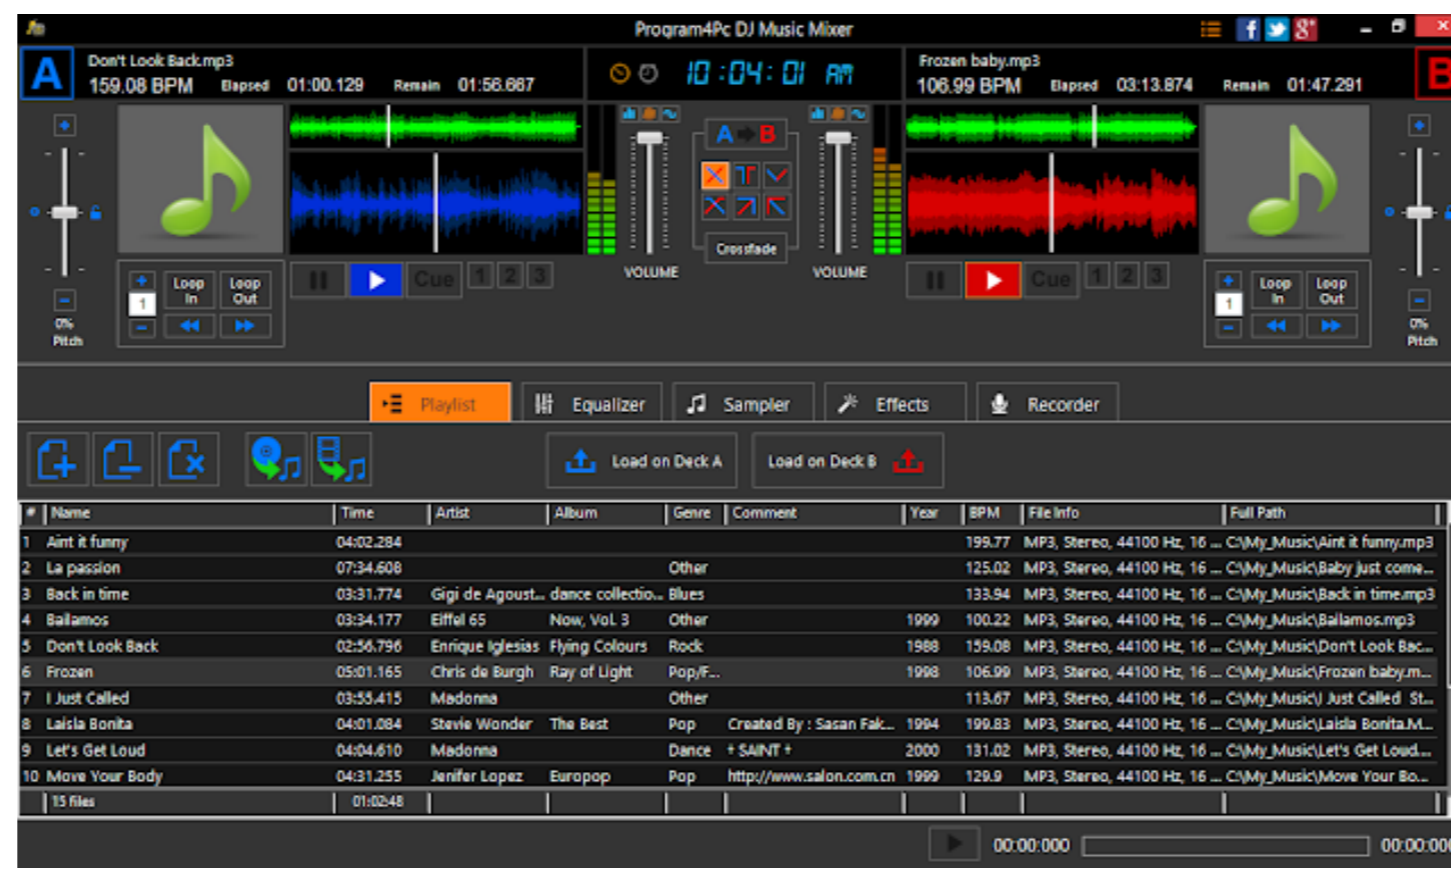 Program4Pc DJ Music Mixer
f 8+
A Don't Look Back.mp3
159.08 BPM Elapsed 01:00.129 Remain 01:56.667
10:04:01 AM
Frozen baby.mp3 B
106.99 BPM Elapsed 03:13.874 Remain 01:47.291
A B
Crossfade
VOLUME VOLUME
Cue 1 2 3
Cue 1 2 3
Loop In Loop Out
1
0%
Pitch
Loop In Loop Out
1
0%
Pitch
Playlist Equalizer Sampler Effects Recorder
Load on Deck A Load on Deck B
# Name Time Artist Album Genre Comment Year BPM File Info Full Path
1 Aint it funny 04:02.284 199.77 MP3, Stereo, 44100 Hz, 16 ... C:\My_Music\Aint it funny.mp3
2 La passion 07:34.608 Other 125.02 MP3, Stereo, 44100 Hz, 16 ... C:\My_Music\Baby just come...
3 Back in time 03:31.774 Gigi de Agoust... dance collectio... Blues 133.94 MP3, Stereo, 44100 Hz, 16 ... C:\My_Music\Back in time.mp3
4 Bailamos 03:34.177 Eiffel 65 Now, Vol. 3 Other 1999 100.22 MP3, Stereo, 44100 Hz, 16 ... C:\My_Music\Bailamos.mp3
5 Don't Look Back 02:56.796 Enrique Iglesias Flying Colours Rock 1988 159.08 MP3, Stereo, 44100 Hz, 16 ... C:\My_Music\Don't Look Bac...
6 Frozen 05:01.165 Chris de Burgh Ray of Light Pop/F... 1998 106.99 MP3, Stereo, 44100 Hz, 16 ... C:\My_Music\Frozen baby.m...
7 I Just Called 03:55.415 Madonna Other 113.67 MP3, Stereo, 44100 Hz, 16 ... C:\My_Music\I Just Called St...
8 Laisla Bonita 04:01.084 Stevie Wonder The Best Pop Created By : Sasan Fak... 1994 199.83 MP3, Stereo, 44100 Hz, 16 ... C:\My_Music\Laisla Bonita.M...
9 Let's Get Loud 04:04.610 Madonna Dance † SAINT † 2000 131.02 MP3, Stereo, 44100 Hz, 16 ... C:\My_Music\Let's Get Loud....
10 Move Your Body 04:31.255 Jenifer Lopez Europop Pop http://www.salon.com.cn 1999 129.9 MP3, Stereo, 44100 Hz, 16 ... C:\My_Music\Move Your Bo...
15 files 01:02:48
00:00:000 00:00:000